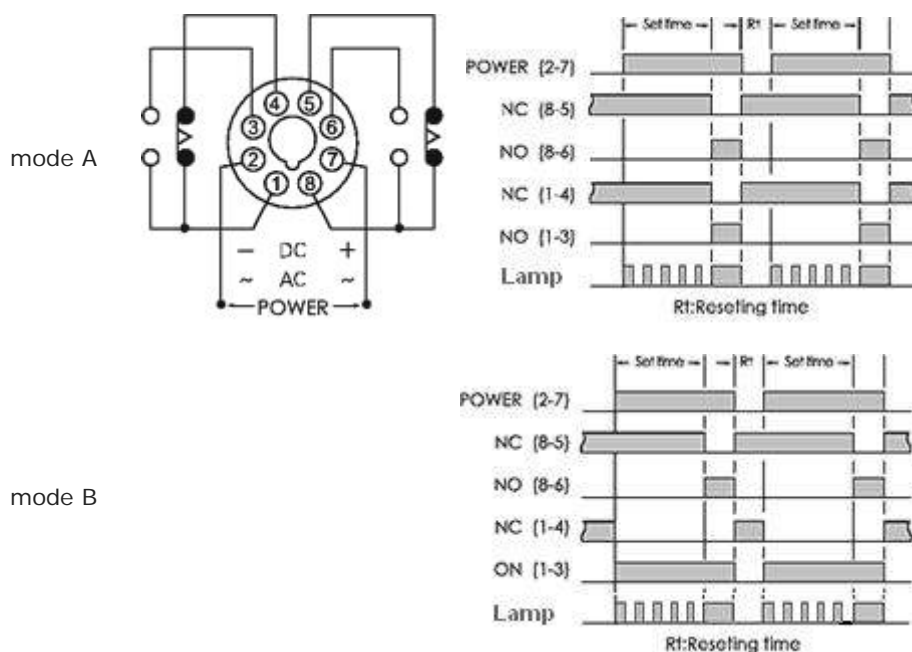 mode A
4 5
3 6
2 7
1 8
− DC +
~ AC ~
POWER
Set time Rt Set time
POWER (2-7)
NC (8-5)
NO (8-6)
NC (1-4)
NO (1-3)
Lamp
Rt:Reseting time
mode B
Set time Rt Set time
POWER (2-7)
NC (8-5)
NO (8-6)
NC (1-4)
ON (1-3)
Lamp
Rt:Reseting time